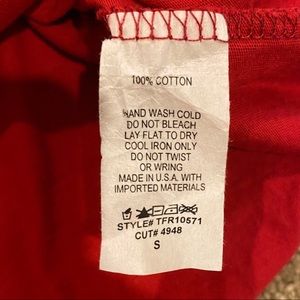 100% COTTON
HAND WASH COLD
DO NOT BLEACH
LAY FLAT TO DRY
COOL IRON ONLY
DO NOT TWIST
OR WRING
MADE IN U.S.A. WITH
IMPORTED MATERIALS
STYLE# TFR10571
CUT# 4948
S